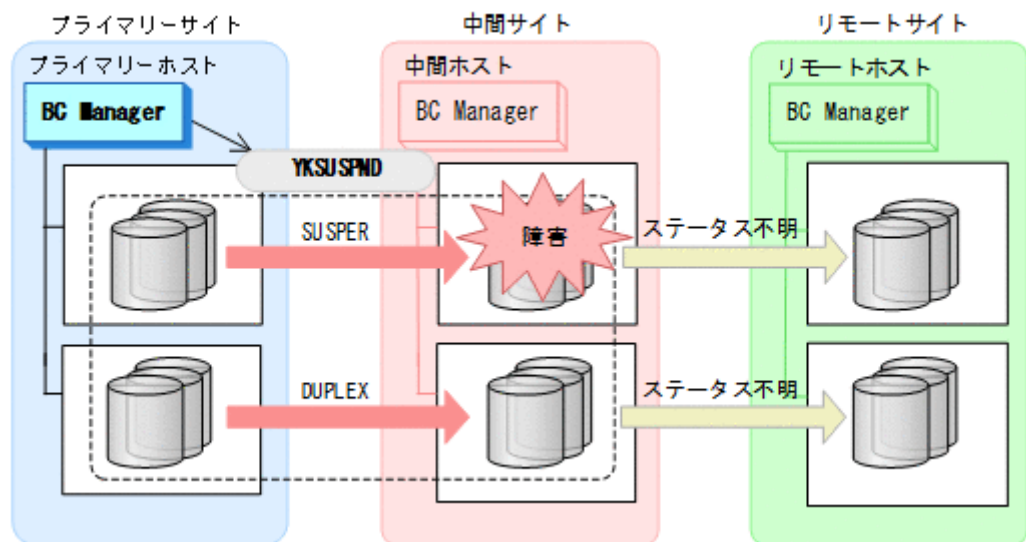 プライマリーサイト
中間サイト
リモートサイト
プライマリーホスト
中間ホスト
リモートホスト
BC Manager
BC Manager
BC Manager
YKSUSPND
SUSPER
障害
ステータス不明
DUPLEX
ステータス不明